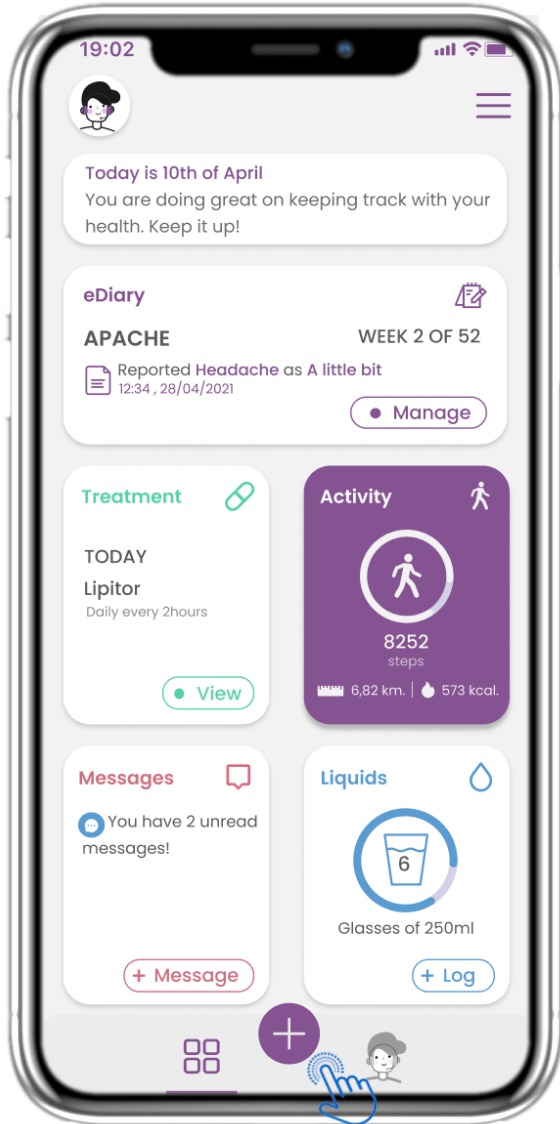 19:02
Today is 10th of April
You are doing great on keeping track with your
health. Keep it up!
eDiary
APACHE
WEEK 2 OF 52
Reported Headache as A little bit
12:34 , 28/04/2021
Manage
Treatment
TODAY
Lipitor
Daily every 2hours
View
Activity
8252
steps
6,82 km.
573 kcal.
Messages
You have 2 unread
messages!
+ Message
Liquids
6
Glasses of 250ml
+ Log